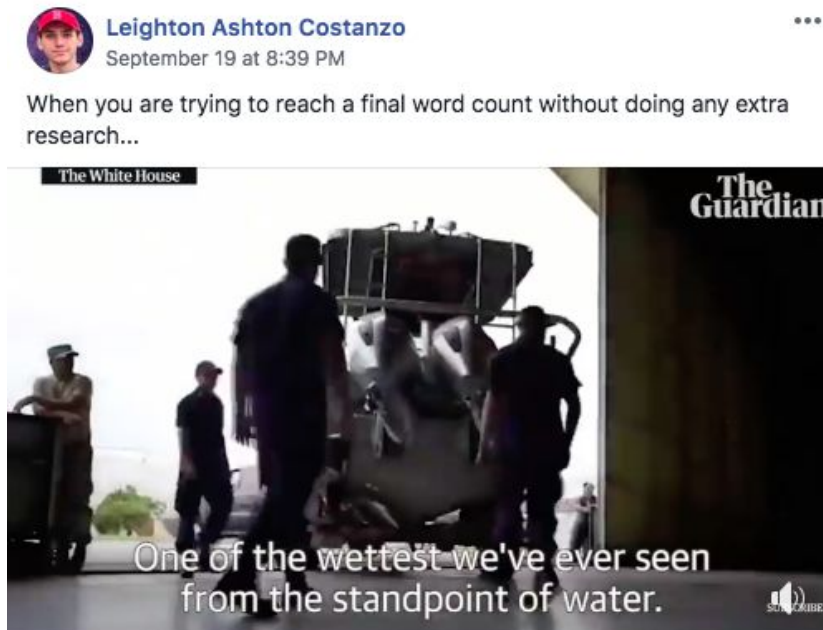 Leighton Ashton Costanzo
September 19 at 8:39 PM
When you are trying to reach a final word count without doing any extra
research...
The White House
The
Guardian
One of the wettest we've ever seen
from the standpoint of water.